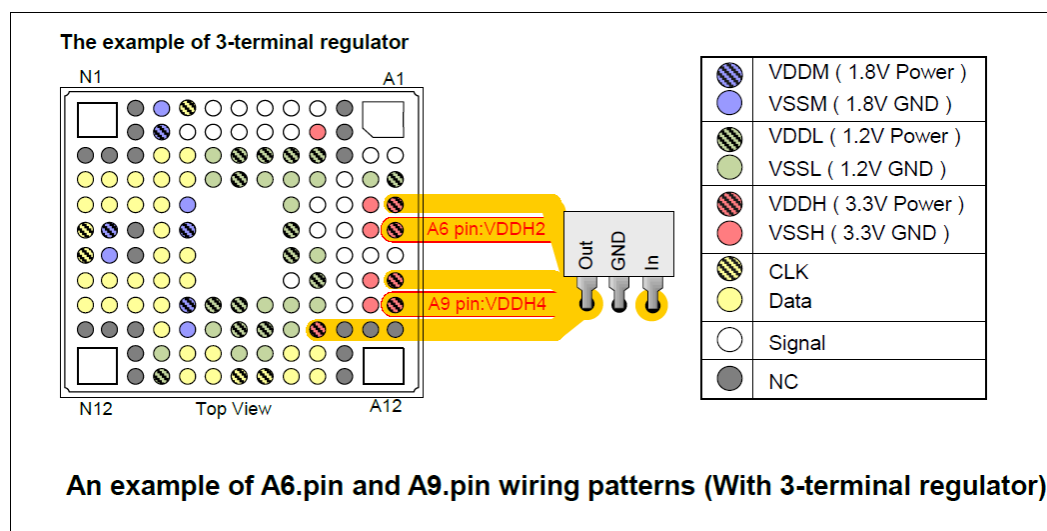 The example of 3-terminal regulator
N1
A1
N12
Top View
A12
A6 pin:VDDH2
A9 pin:VDDH4
Out
GND
In
VDDM ( 1.8V Power )
VSSM ( 1.8V GND )
VDDL ( 1.2V Power )
VSSL ( 1.2V GND )
VDDH ( 3.3V Power )
VSSH ( 3.3V GND )
CLK
Data
Signal
NC
An example of A6.pin and A9.pin wiring patterns (With 3-terminal regulator)